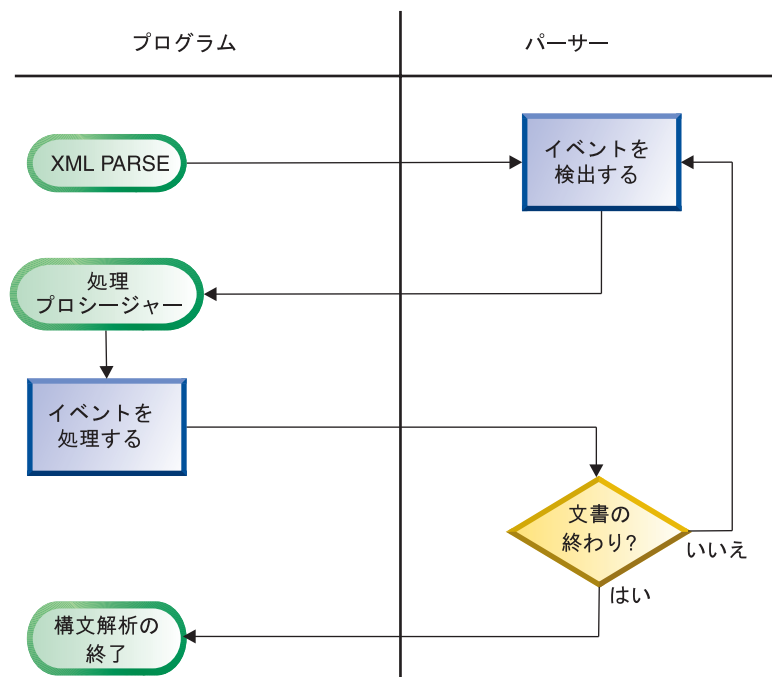 プログラム
パーサー
XML PARSE
イベントを
検出する
処理
プロシージャー
イベントを
処理する
文書の
終わり?
いいえ
はい
構文解析の
終了